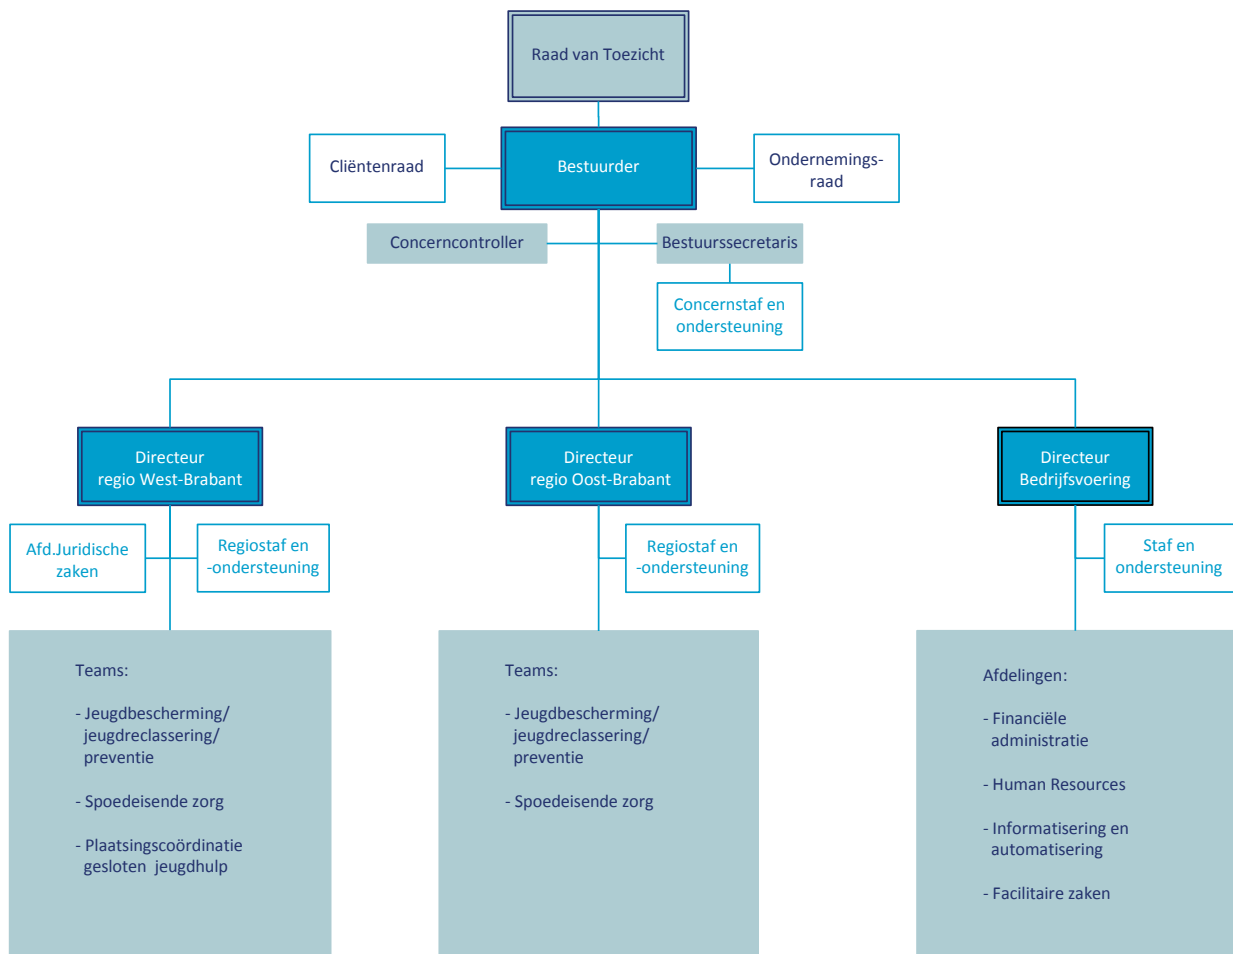 Raad van Toezicht
Cliëntenraad
Bestuurder
Ondernemings-
raad
Concerncontroller
Bestuurssecretaris
Concernstaf en
ondersteuning
Directeur
regio West-Brabant
Directeur
regio Oost-Brabant
Directeur
Bedrijfsvoering
Afd.Juridische
zaken
Regiostaf en
-ondersteuning
Regiostaf en
-ondersteuning
Staf en
ondersteuning
Teams:
- Jeugdbescherming/
jeugdreclassering/
preventie
- Spoedeisende zorg
- Plaatsingscoördinatie
gesloten jeugdhulp
Teams:
- Jeugdbescherming/
jeugdreclassering/
preventie
- Spoedeisende zorg
Afdelingen:
- Financiële
administratie
- Human Resources
- Informatisering en
automatisering
- Facilitaire zaken